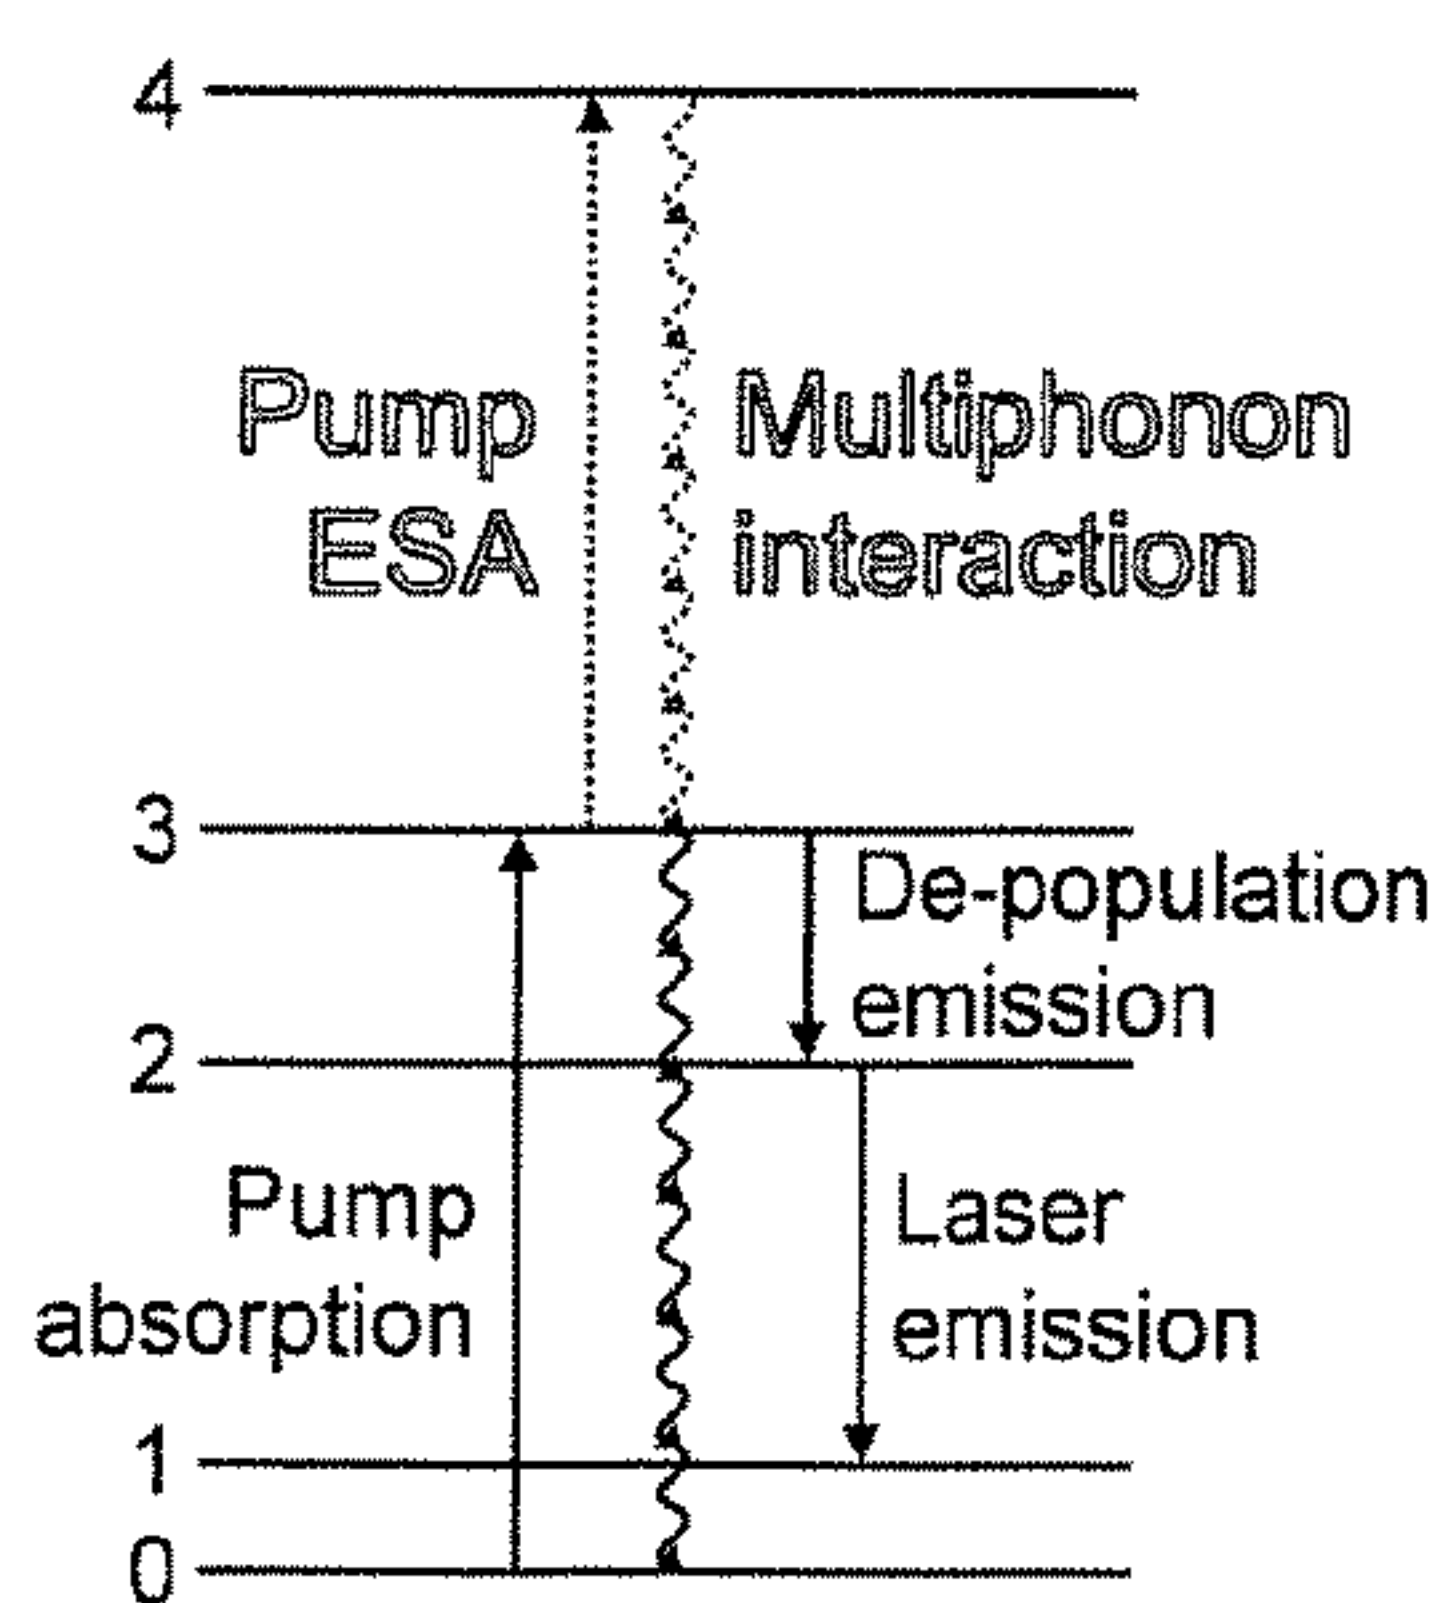 4
Pump
ESA
Multiphonon
interaction
3
De-population
emission
2
Pump
absorption
Laser
emission
1
0